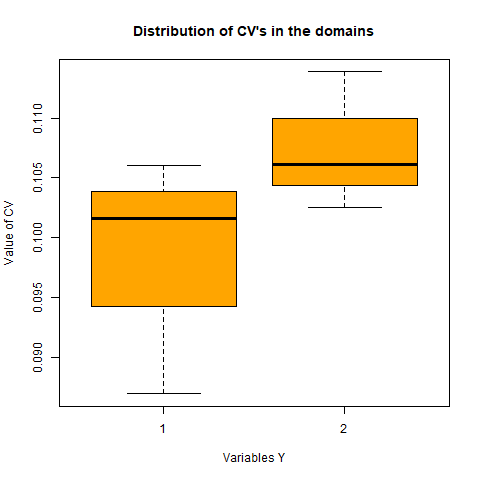 Distribution of CV's in the domains
Value of CV
0.110
0.105
0.100
0.095
0.090
1 2
Variables Y